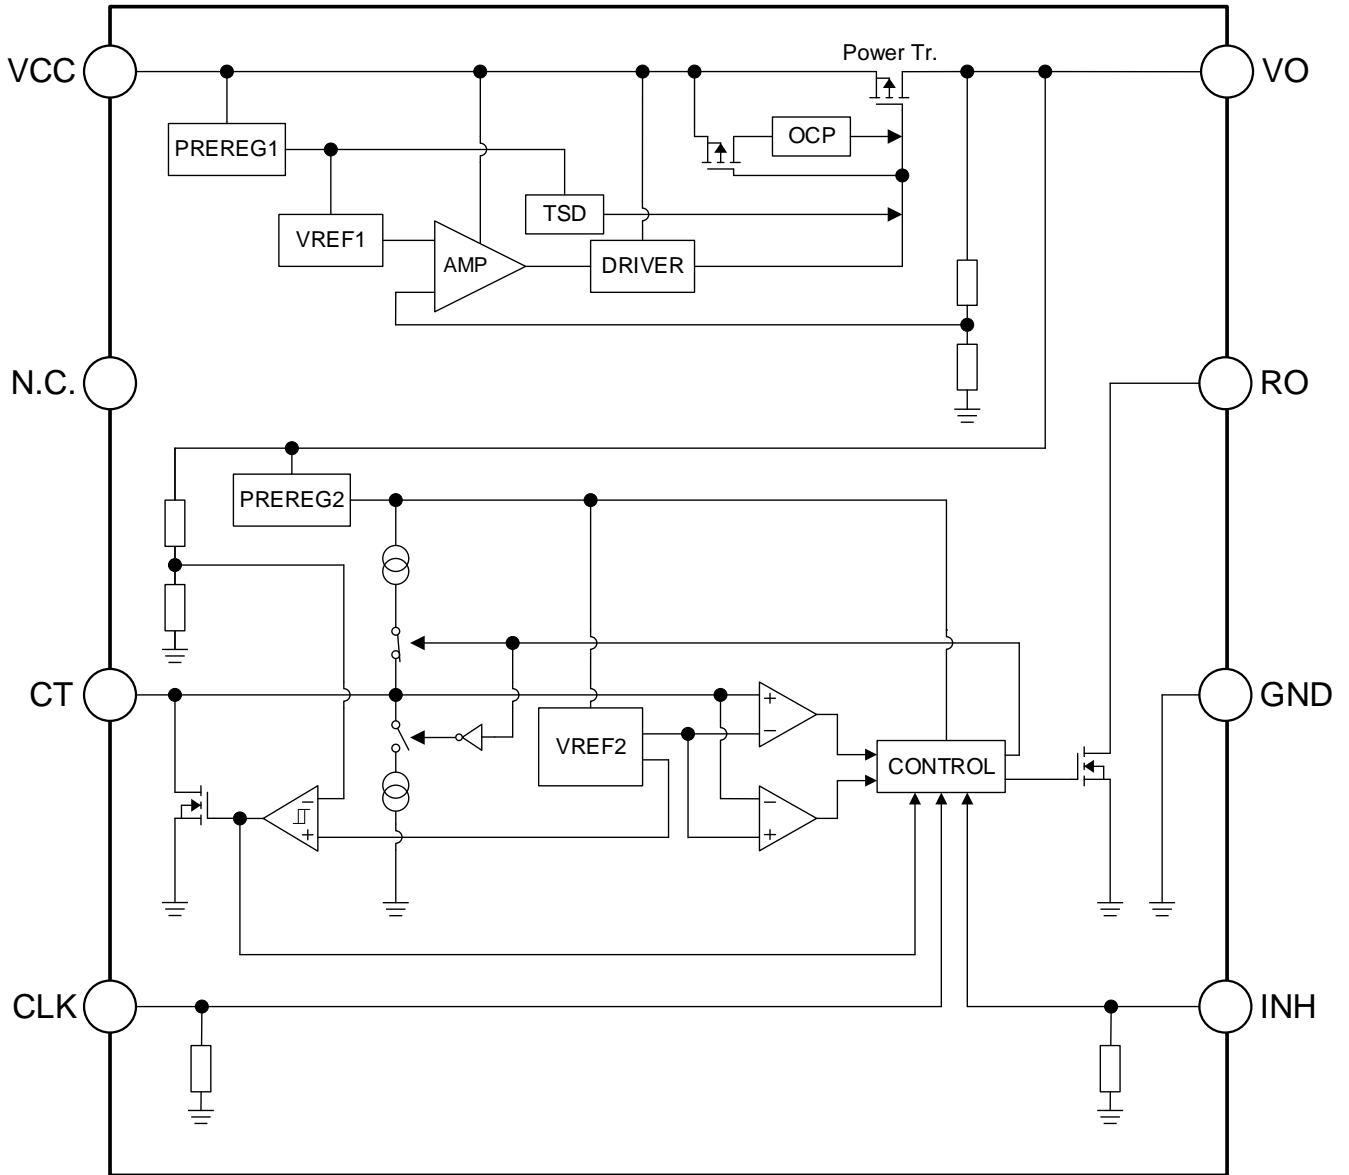 Power Tr.
VCC
VO
OCP
PREREG1
TSD
VREF1
AMP
DRIVER
N.C.
RO
PREREG2
CT
GND
+
−
VREF2
CONTROL
−
−
+
+
CLK
INH